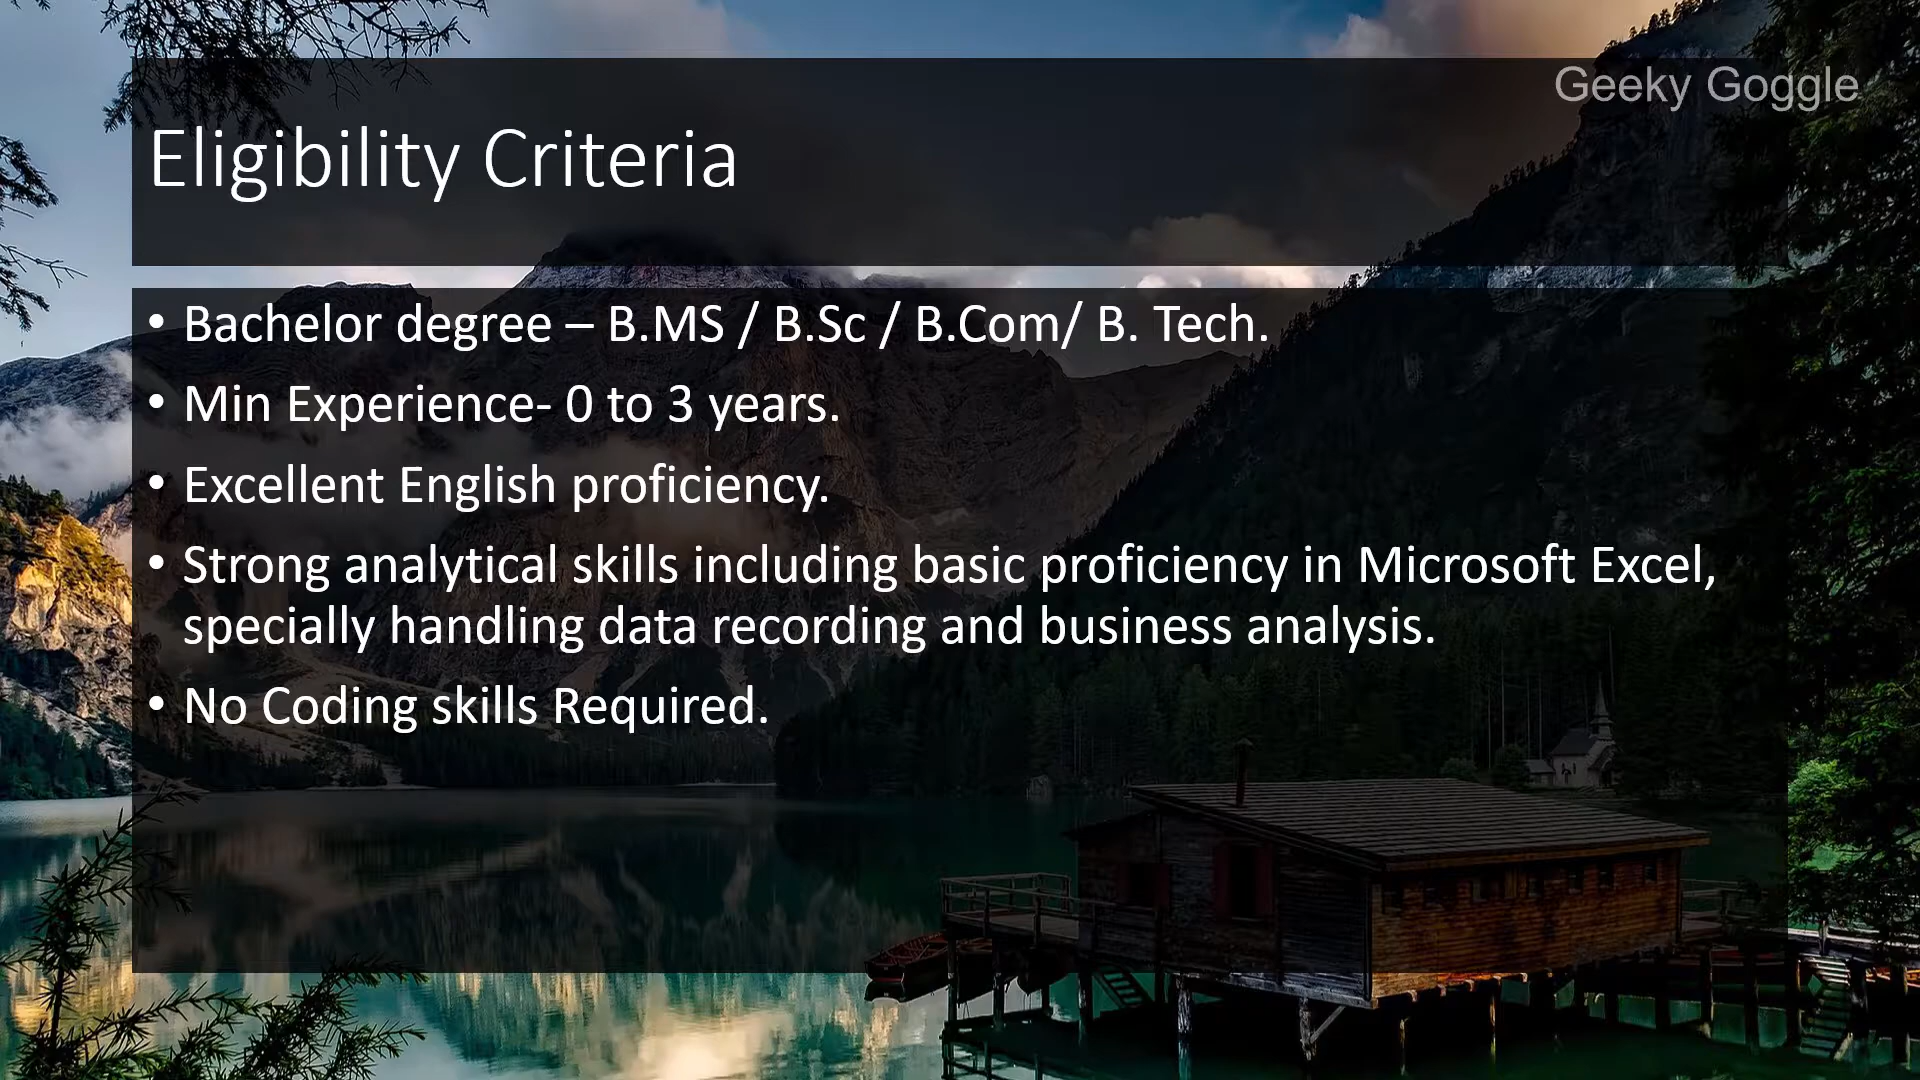 Geeky Goggle
Eligibility Criteria
• Bachelor degree – B.MS / B.Sc / B.Com/ B. Tech.
• Min Experience- 0 to 3 years.
• Excellent English proficiency.
• Strong analytical skills including basic proficiency in Microsoft Excel,
specially handling data recording and business analysis.
• No Coding skills Required.